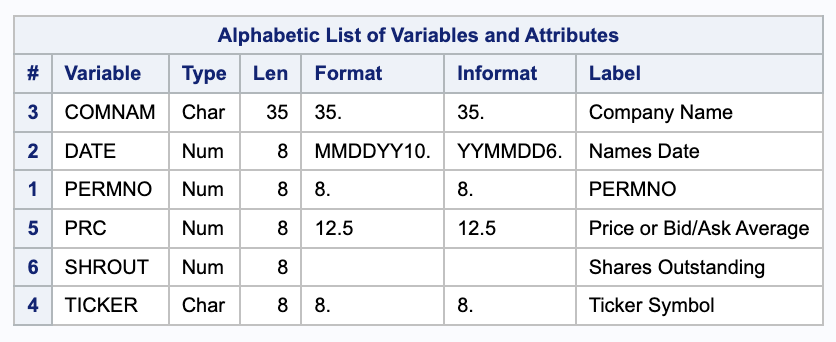 Alphabetic List of Variables and Attributes
# Variable Type Len Format Informat Label
3 COMNAM Char 35 35. 35. Company Name
2 DATE Num 8 MMDDYY10. YYMMDD6. Names Date
1 PERMNO Num 8 8. 8. PERMNO
5 PRC Num 8 12.5 12.5 Price or Bid/Ask Average
6 SHROUT Num 8 Shares Outstanding
4 TICKER Char 8 8. 8. Ticker Symbol